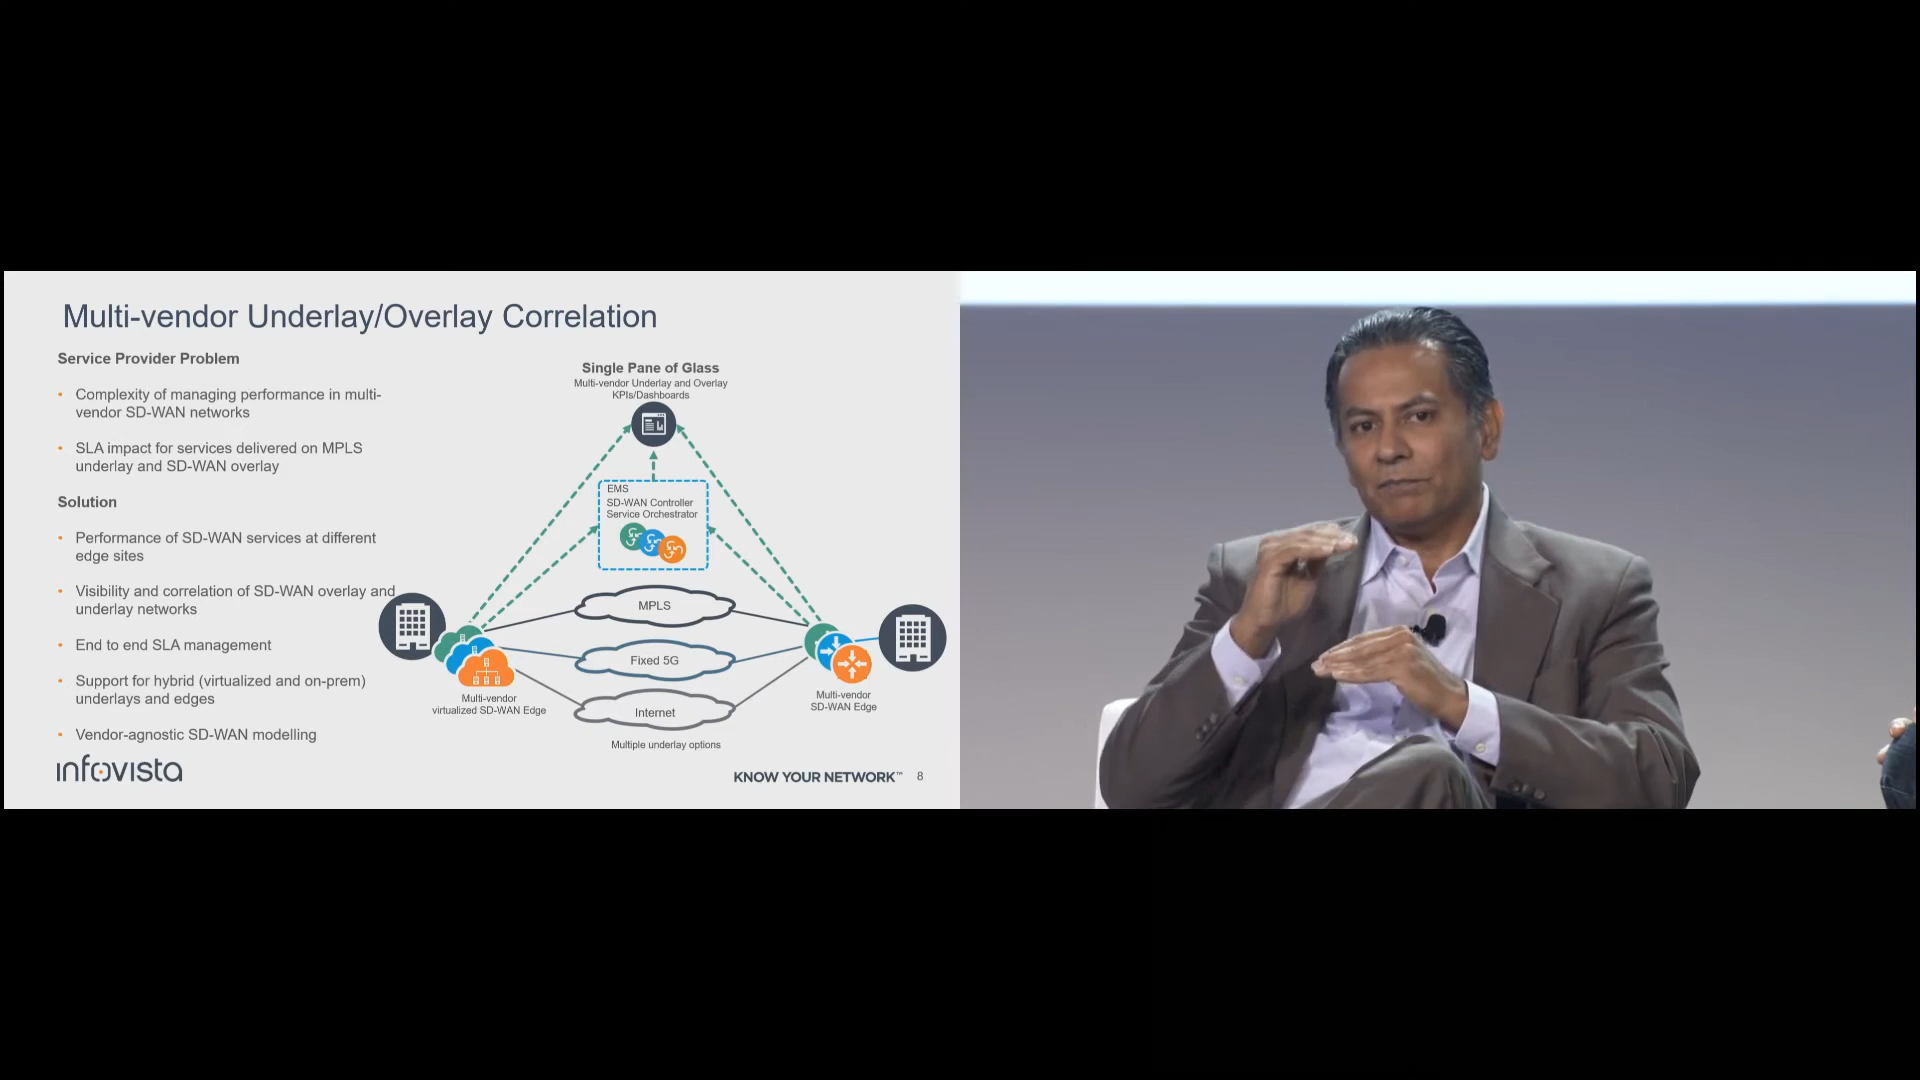 Multi-vendor Underlay/Overlay Correlation
Service Provider Problem
• Complexity of managing performance in multi-
vendor SD-WAN networks
• SLA impact for services delivered on MPLS
underlay and SD-WAN overlay
Solution
• Performance of SD-WAN services at different
edge sites
• Visibility and correlation of SD-WAN overlay and
underlay networks
• End to end SLA management
• Support for hybrid (virtualized and on-prem)
underlays and edges
• Vendor-agnostic SD-WAN modelling
Single Pane of Glass
Multi-vendor Underlay and Overlay
KPIs/Dashboards
EMS
SD-WAN Controller
Service Orchestrator
MPLS
Fixed 5G
Internet
Multi-vendor
virtualized SD-WAN Edge
Multi-vendor
SD-WAN Edge
Multiple underlay options
infovista
KNOW YOUR NETWORK™ 8